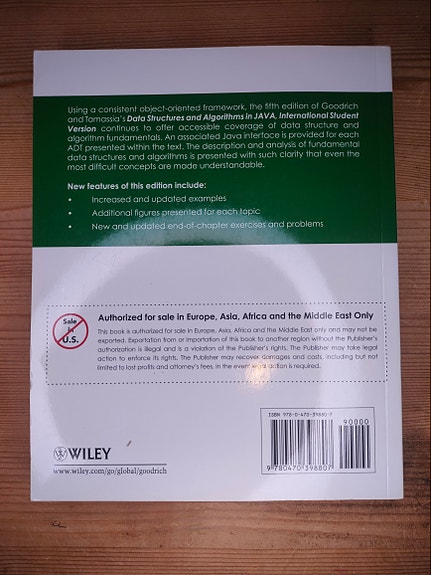 Using a consistent object-oriented framework, the fifth edition of Goodrich
and Tamassia's Data Structures and Algorithms in JAVA, International Student
Version continues to offer accessible coverage of data structure and
algorithm fundamentals. An associated Java interface is provided for each
ADT presented within the text. The description and analysis of fundamental
data structures and algorithms is presented with such clarity that even the
most difficult concepts are made understandable.
New features of this edition include:
• Increased and updated examples
• Additional figures presented for each topic
• New and updated end-of-chapter exercises and problems
Sale
in
U.S.
Authorized for sale in Europe, Asia, Africa and the Middle East Only
This book is authorized for sale in Europe, Asia, Africa and the Middle East only and may not be
exported. Exportation from or importation of this book to another region without the Publisher's
authorization is illegal and is a violation of the Publisher's rights. The Publisher may take legal
action to enforce its rights. The Publisher may recover damages and costs, including but not
limited to lost profits and attorney's fees, in the event legal action is required.
ISBN 978-0-470-39880-7
90000
9 780470 398807
WILEY
www.wiley.com/go/global/goodrich